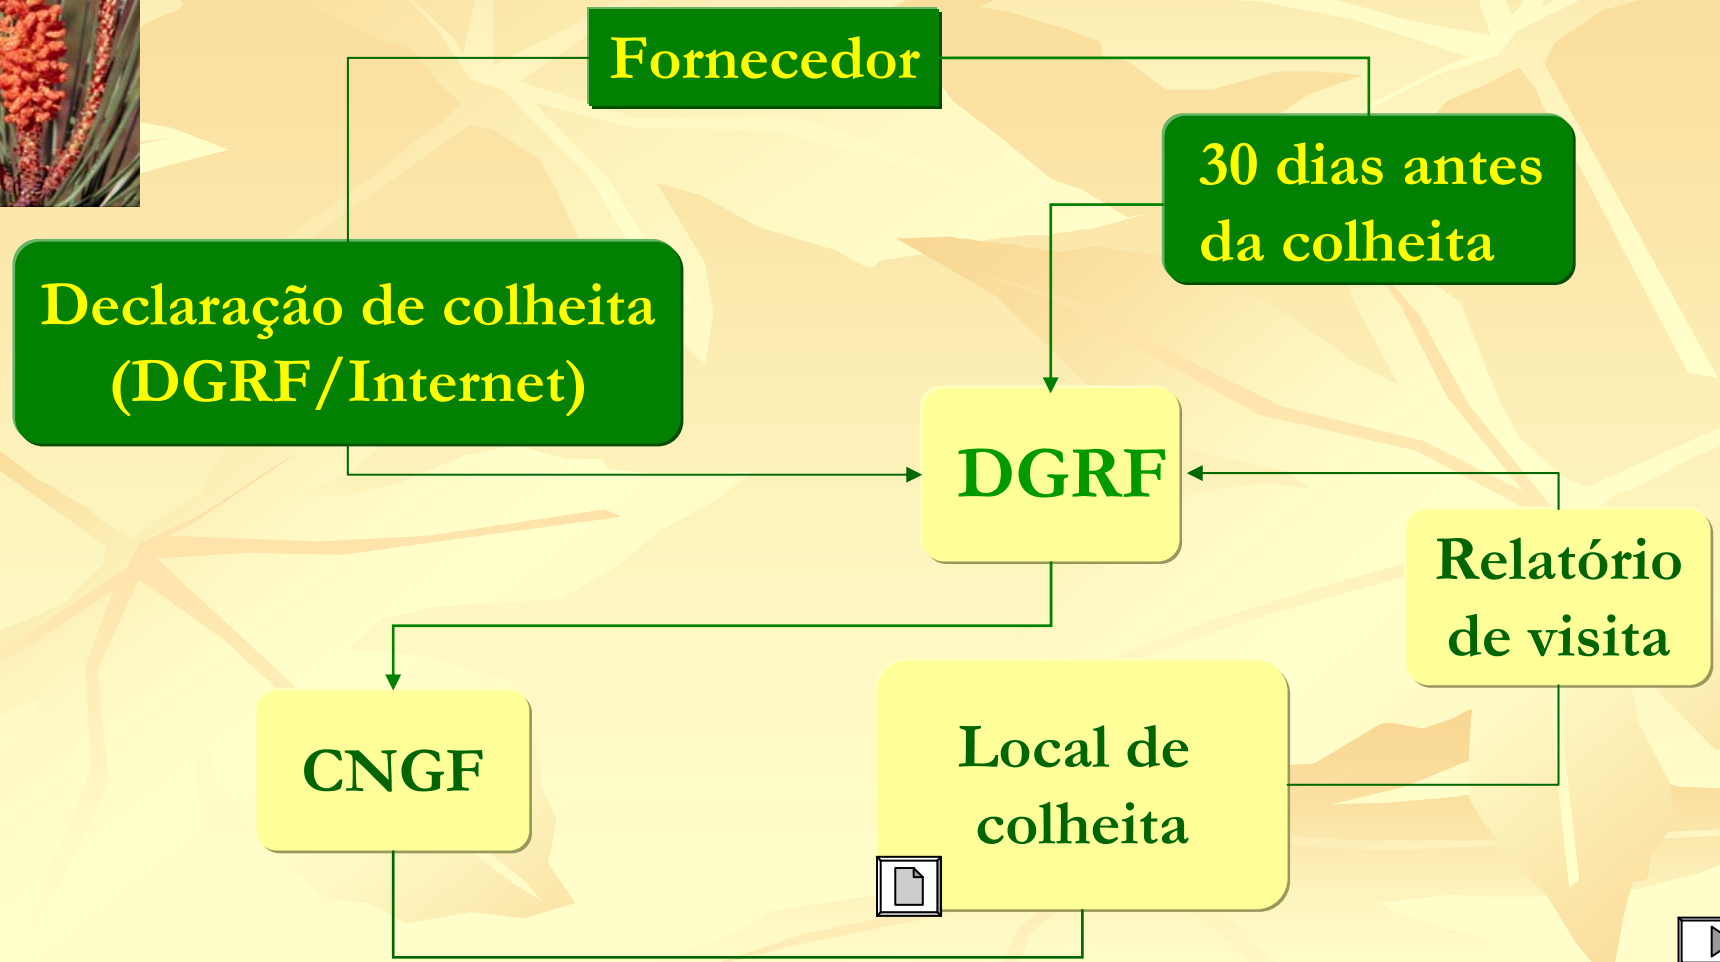 Fornecedor
30 dias antes
da colheita
Declaração de colheita
(DGRF/Internet)
DGRF
Relatório
de visita
CNGF
Local de
colheita